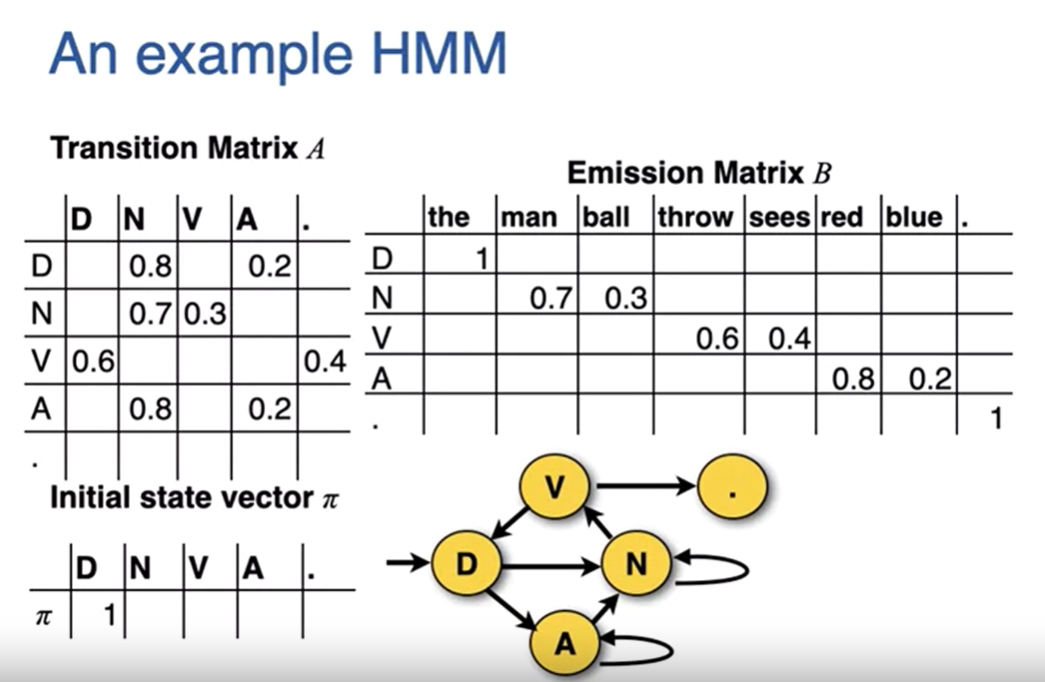 An example HMM
Transition Matrix A
D N V A .
D 0.8 0.2
N 0.7 0.3
V 0.6 0.4
A 0.8 0.2
.
Initial state vector π
D N V A .
π 1
Emission Matrix B
the man ball throw sees red blue .
D 1
N 0.7 0.3
V 0.6 0.4
A 0.8 0.2
. 1
V .
D N
A